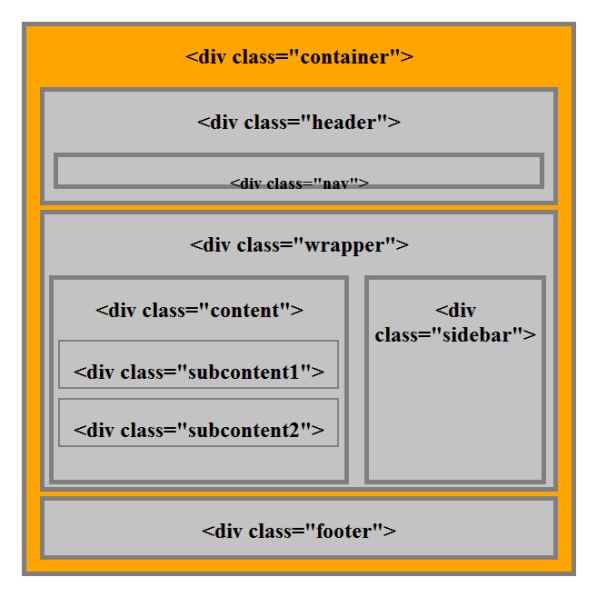 <div class="container">
<div class="header">
<div class="nav">
<div class="wrapper">
<div class="content">
<div class="subcontent1">
<div class="subcontent2">
<div
class="sidebar">
<div class="footer">